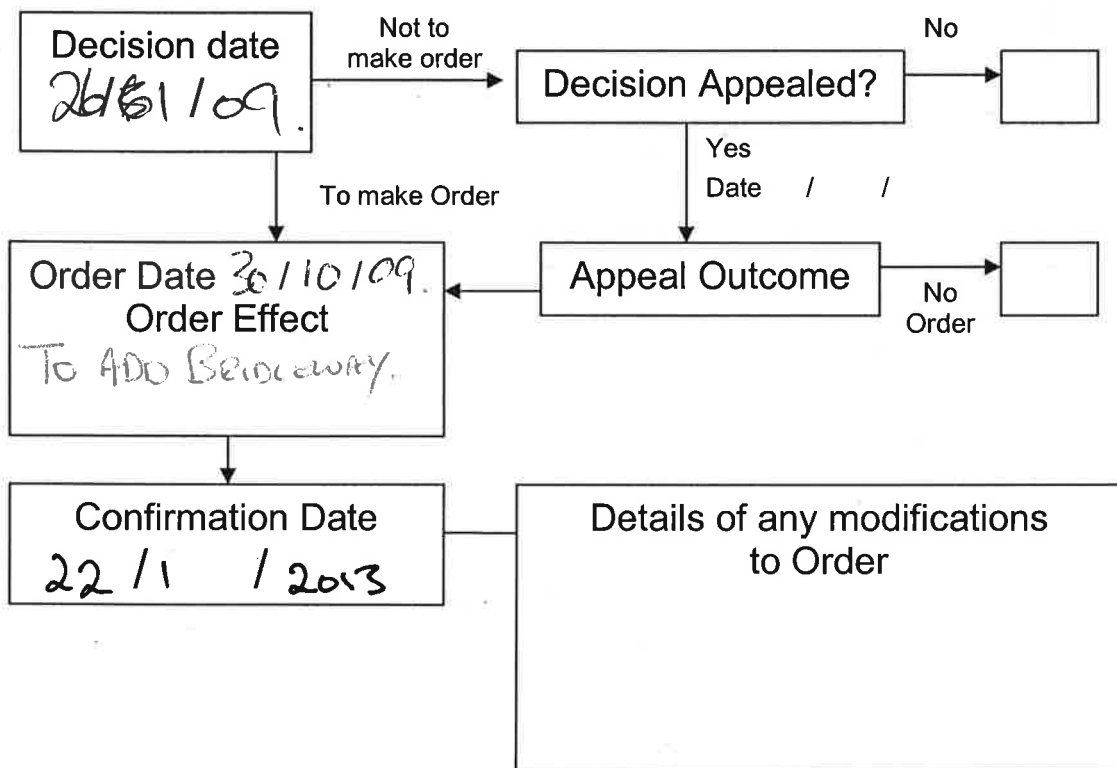 Decision date
/09.
Not to
make order
Decision Appealed?
No
Yes
Date / /
To make Order
Order Date 30/10/09.
Order Effect
To ADD BRIDLEWAY.
Appeal Outcome
No
Order
Confirmation Date
22/1/2013
Details of any modifications
to Order